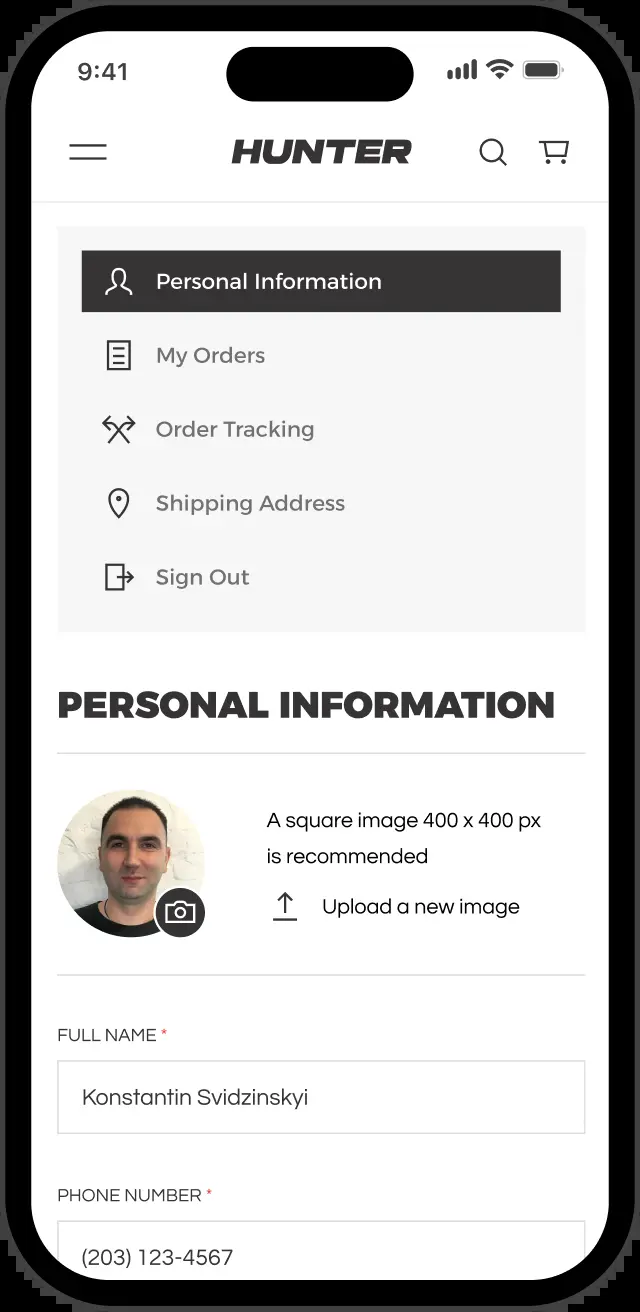 9:41
HUNTER
Personal Information
My Orders
Order Tracking
Shipping Address
Sign Out
PERSONAL INFORMATION
A square image 400 x 400 px
is recommended
Upload a new image
FULL NAME *
Konstantin Svidzinskyi
PHONE NUMBER *
(203) 123-4567